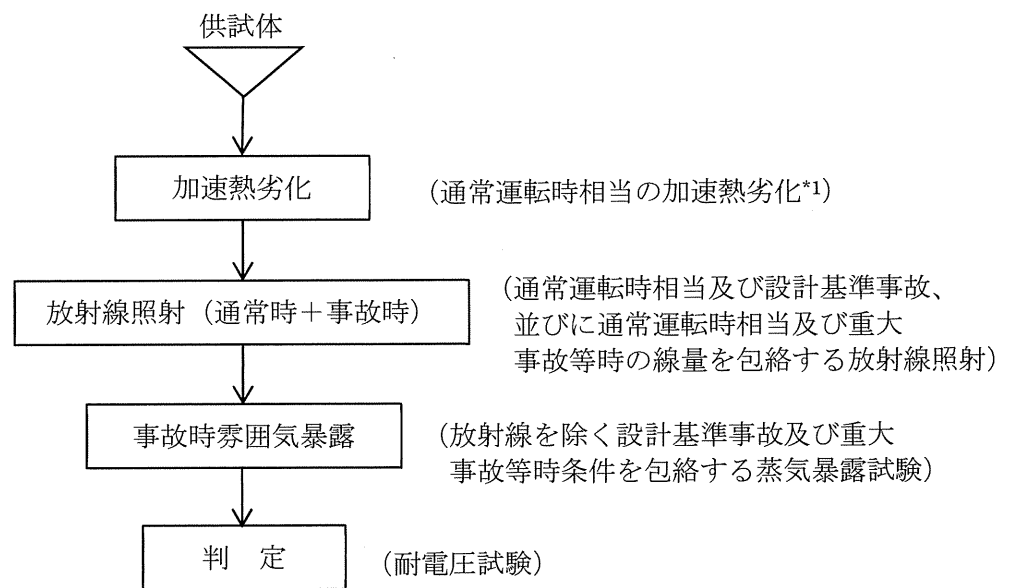 供試体
加速熱劣化
（通常運転時相当の加速熱劣化*1）
放射線照射（通常時＋事故時）
（通常運転時相当及び設計基準事故、
並びに通常運転時相当及び重大
事故等時の線量を包絡する放射線照射）
事故時雰囲気暴露
（放射線を除く設計基準事故及び重大
事故等時条件を包絡する蒸気暴露試験）
判　定
（耐電圧試験）